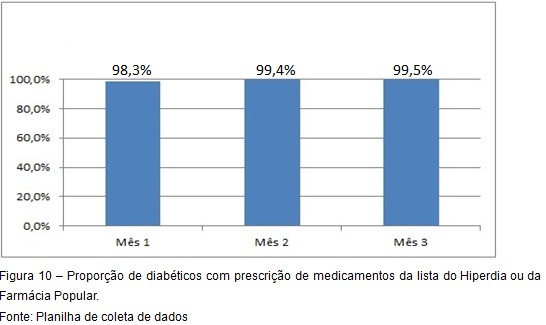 98,3% 99,4% 99,5%
100,0%
80,0%
60,0%
40,0%
20,0%
0,0%
Mês 1 Mês 2 Mês 3
Figura 10 – Proporção de diabéticos com prescrição de medicamentos da lista do Hiperdia ou da
Farmácia Popular.
Fonte: Planilha de coleta de dados